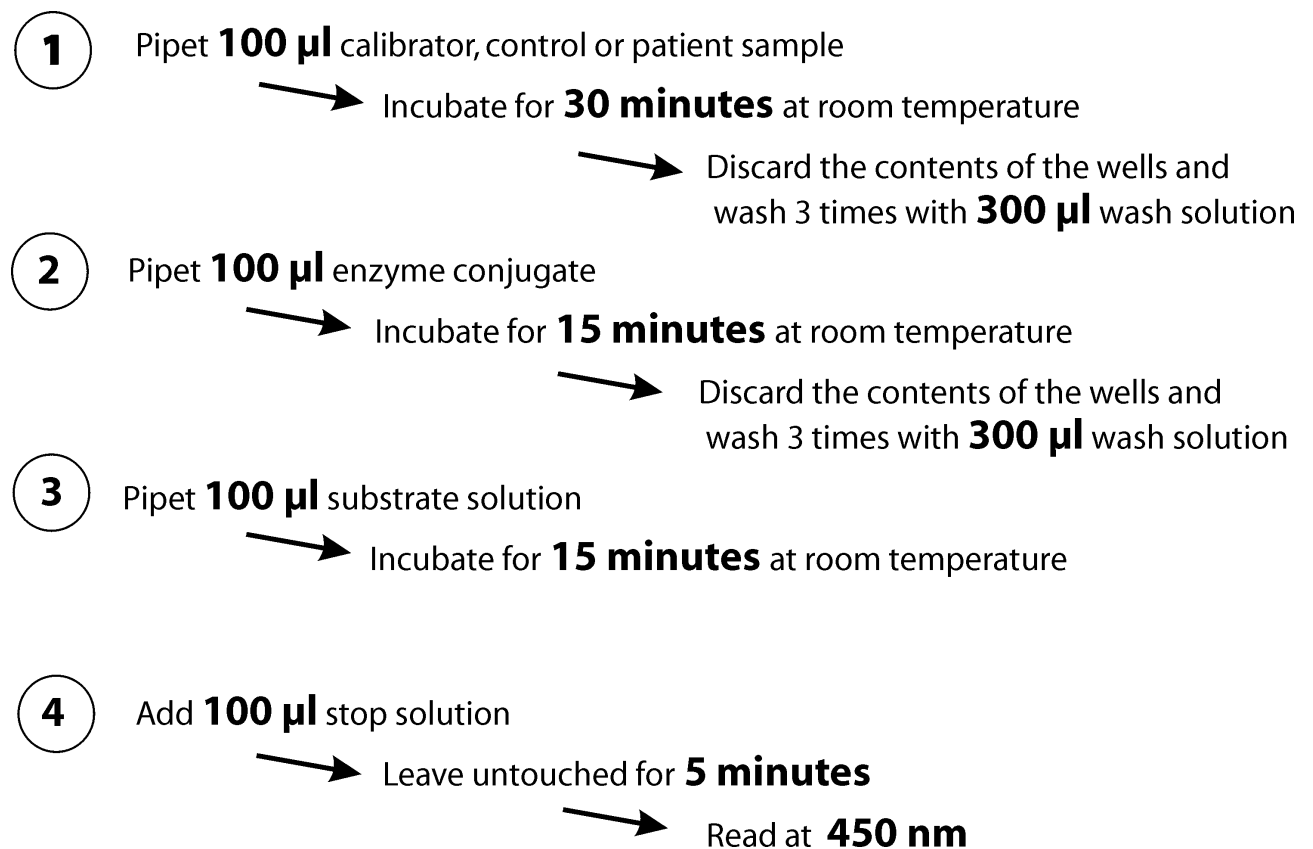 1 Pipet 100 µl calibrator, control or patient sample
Incubate for 30 minutes at room temperature
Discard the contents of the wells and
wash 3 times with 300 µl wash solution
2 Pipet 100 µl enzyme conjugate
Incubate for 15 minutes at room temperature
Discard the contents of the wells and
wash 3 times with 300 µl wash solution
3 Pipet 100 µl substrate solution
Incubate for 15 minutes at room temperature
4 Add 100 µl stop solution
Leave untouched for 5 minutes
Read at 450 nm